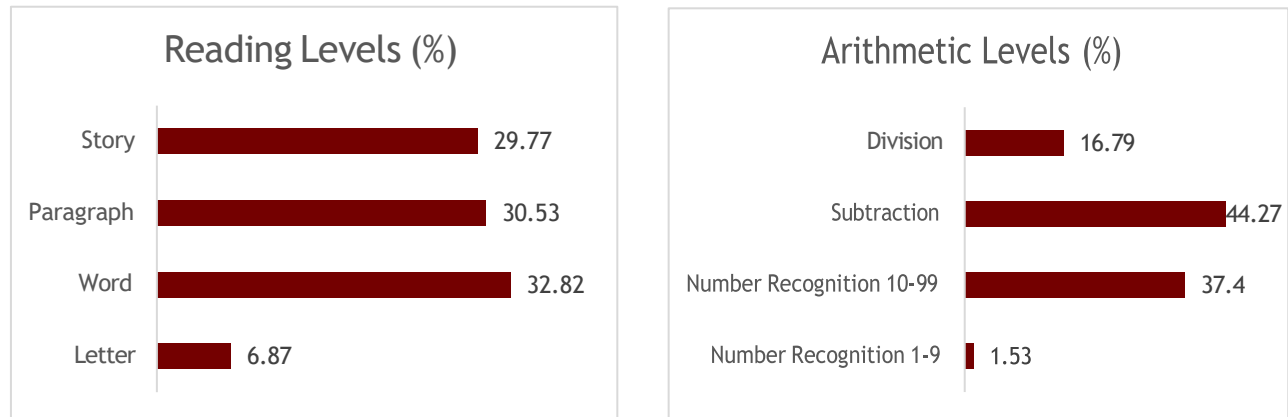 Reading Levels (%)
Story 29.77
Paragraph 30.53
Word 32.82
Letter 6.87
Arithmetic Levels (%)
Division 16.79
Subtraction 44.27
Number Recognition 10-99 37.4
Number Recognition 1-9 1.53